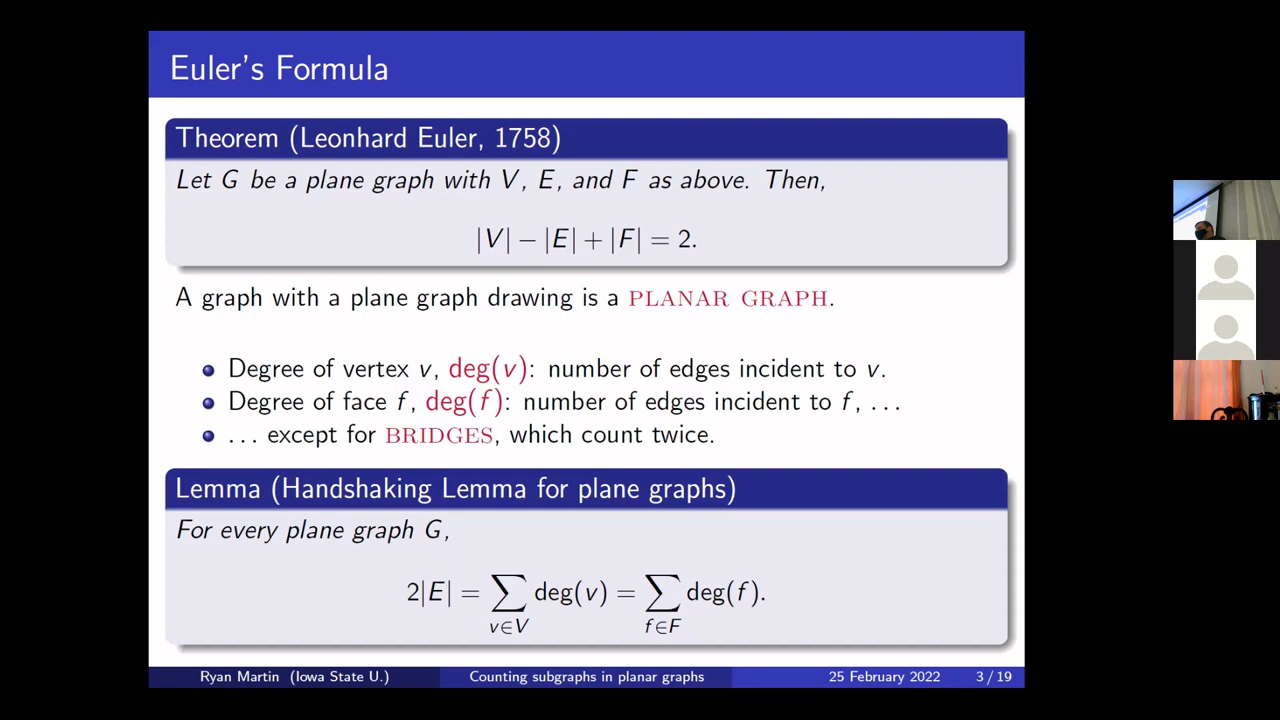 Euler's Formula
Theorem (Leonhard Euler, 1758)
Let G be a plane graph with V, E, and F as above. Then,
|V| − |E| + |F| = 2.
A graph with a plane graph drawing is a PLANAR GRAPH.
Degree of vertex v, deg(v): number of edges incident to v.
Degree of face f, deg(f): number of edges incident to f, ...
... except for BRIDGES, which count twice.
Lemma (Handshaking Lemma for plane graphs)
For every plane graph G,
2|E| = ∑ deg(v) = ∑ deg(f).
v∈V f∈F
Ryan Martin (Iowa State U.) Counting subgraphs in planar graphs 25 February 2022 3 / 19